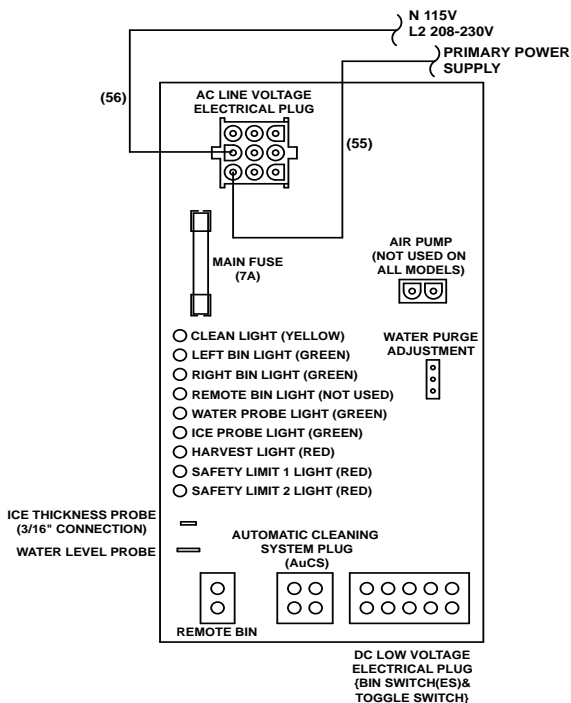 N 115V
L2 208-230V
PRIMARY POWER
SUPPLY
AC LINE VOLTAGE
ELECTRICAL PLUG
(56)
(55)
MAIN FUSE
(7A)
AIR PUMP
(NOT USED ON
ALL MODELS)
CLEAN LIGHT (YELLOW)
LEFT BIN LIGHT (GREEN)
RIGHT BIN LIGHT (GREEN)
REMOTE BIN LIGHT (NOT USED)
WATER PROBE LIGHT (GREEN)
ICE PROBE LIGHT (GREEN)
HARVEST LIGHT (RED)
SAFETY LIMIT 1 LIGHT (RED)
SAFETY LIMIT 2 LIGHT (RED)
WATER PURGE
ADJUSTMENT
ICE THICKNESS PROBE
(3/16" CONNECTION)
WATER LEVEL PROBE
AUTOMATIC CLEANING
SYSTEM PLUG
(AuCS)
REMOTE BIN
DC LOW VOLTAGE
ELECTRICAL PLUG
{BIN SWITCH(ES)&
TOGGLE SWITCH}